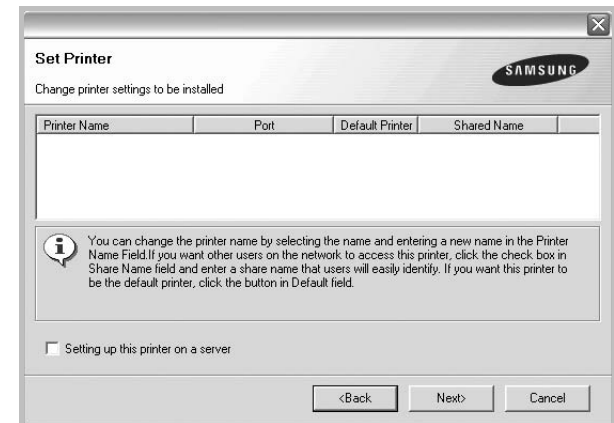 Set Printer
Change printer settings to be installed
SAMSUNG
Printer Name Port Default Printer Shared Name
You can change the printer name by selecting the name and entering a new name in the Printer
Name Field.If you want other users on the network to access this printer, click the check box in
Share Name field and enter a share name that users will easily identify. If you want this printer to
be the default printer, click the button in Default field.
Setting up this printer on a server
<Back Next> Cancel